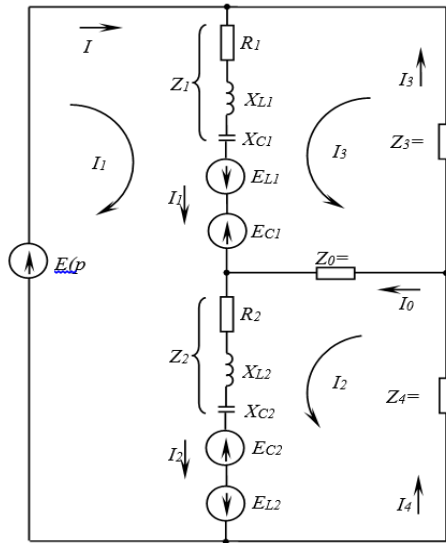 I
R1
Z1
XL1
XC1
I3
Z3=
I1
I3
EL1
I1
EC1
E(p
Z0=
I0
R2
Z2
XL2
I2
Z4=
XC2
EC2
I2
EL2
I4